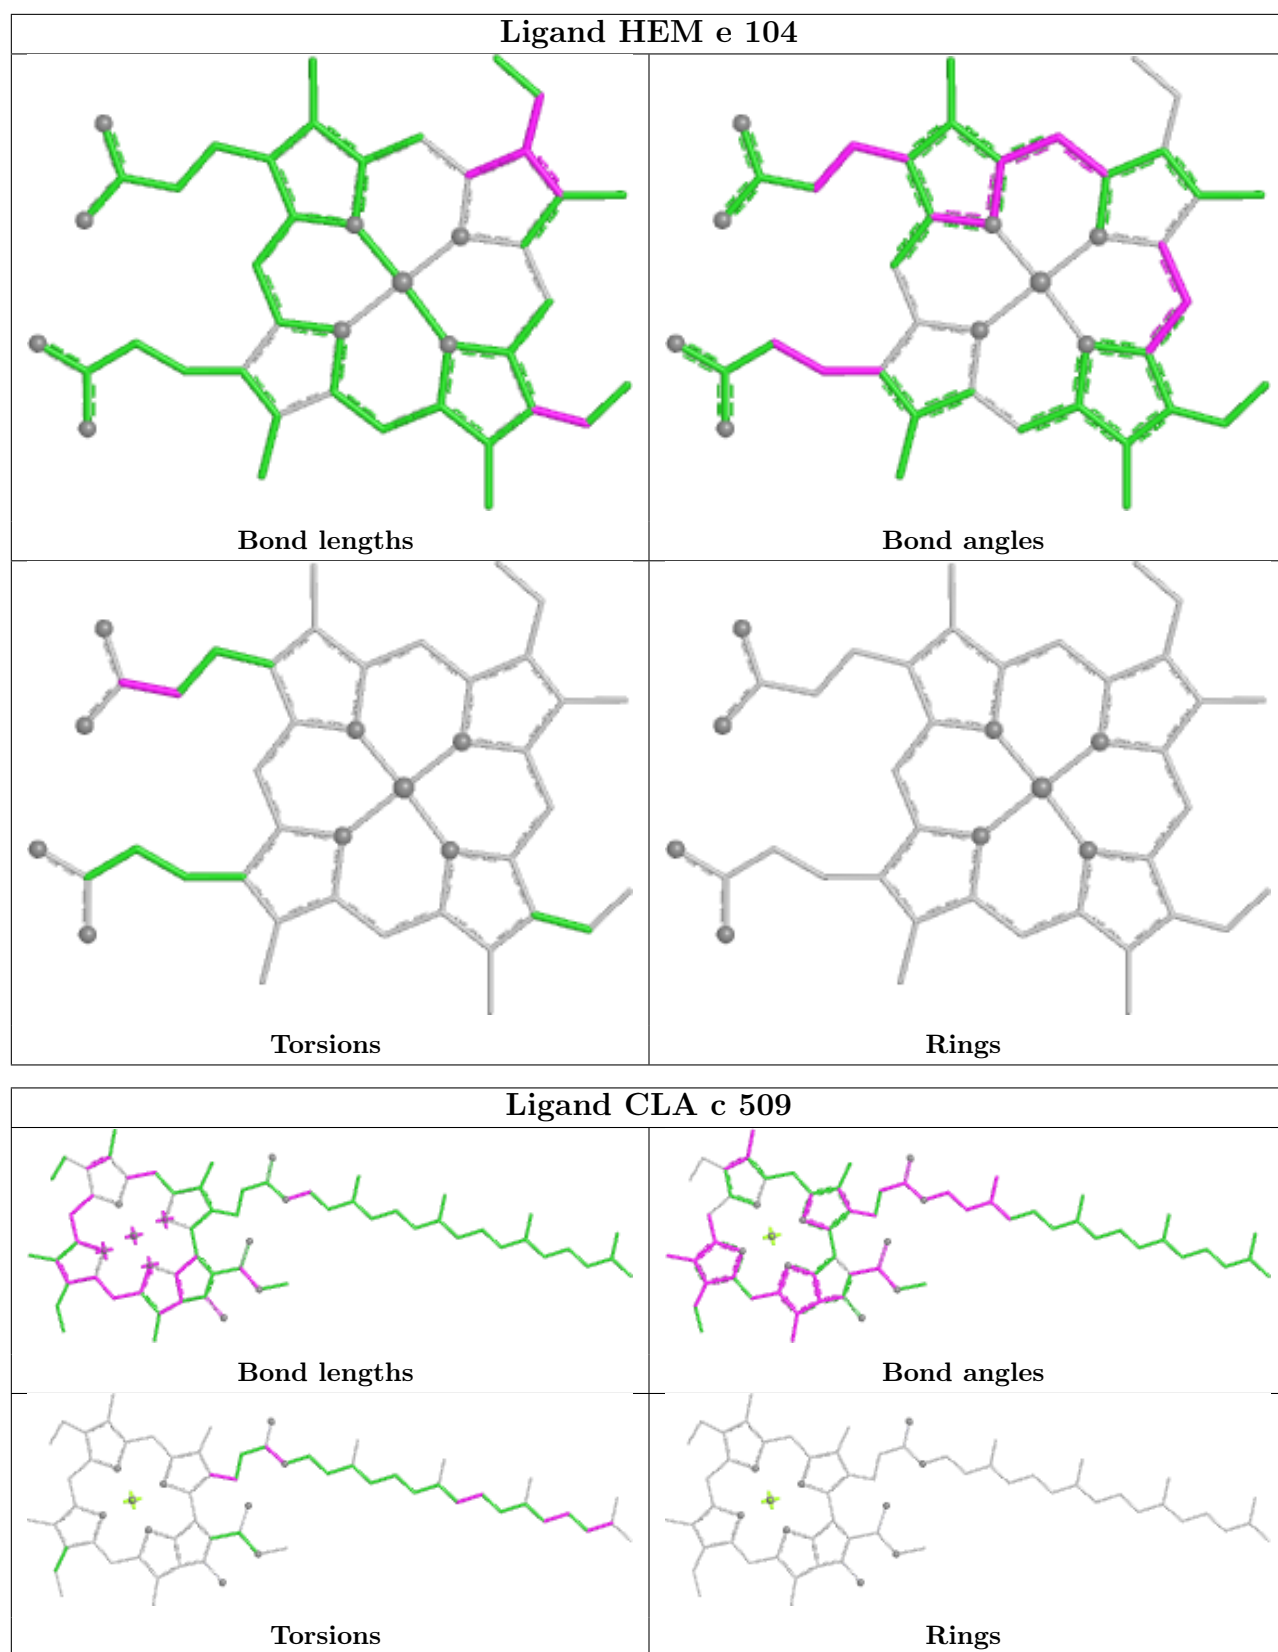 Ligand HEM e 104
Bond lengths
Bond angles
Torsions
Rings
Ligand CLA c 509
Bond lengths
Bond angles
Torsions
Rings